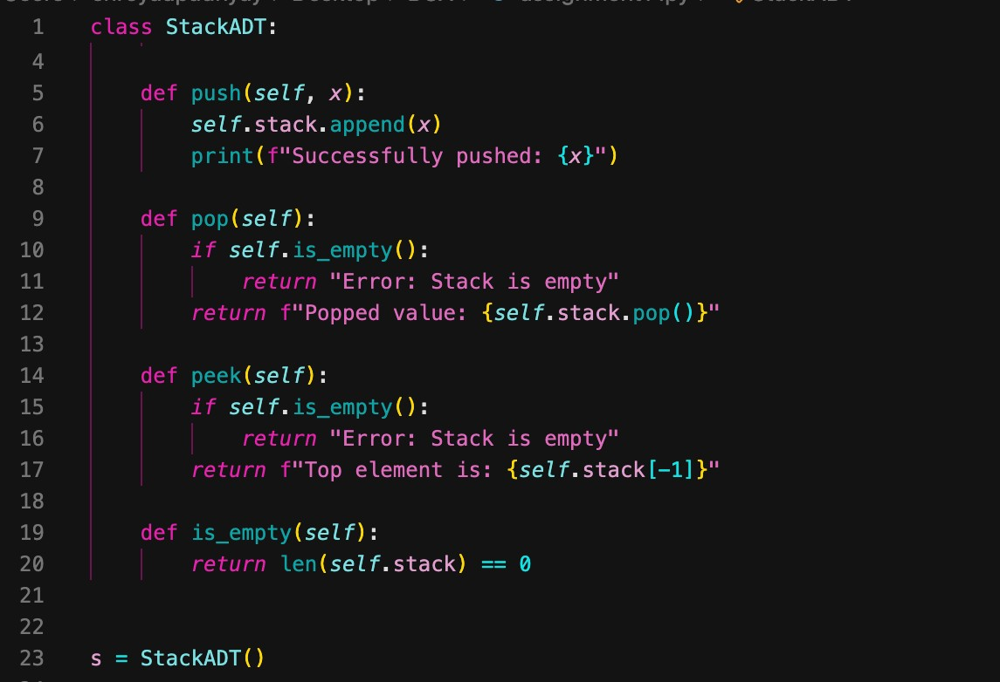 1 class StackADT:
4
5     def push(self, x):
6         self.stack.append(x)
7         print(f"Successfully pushed: {x}")
8
9     def pop(self):
10         if self.is_empty():
11             return "Error: Stack is empty"
12         return f"Popped value: {self.stack.pop()}"
13
14     def peek(self):
15         if self.is_empty():
16             return "Error: Stack is empty"
17         return f"Top element is: {self.stack[-1]}"
18
19     def is_empty(self):
20         return len(self.stack) == 0
21
22
23 s = StackADT()